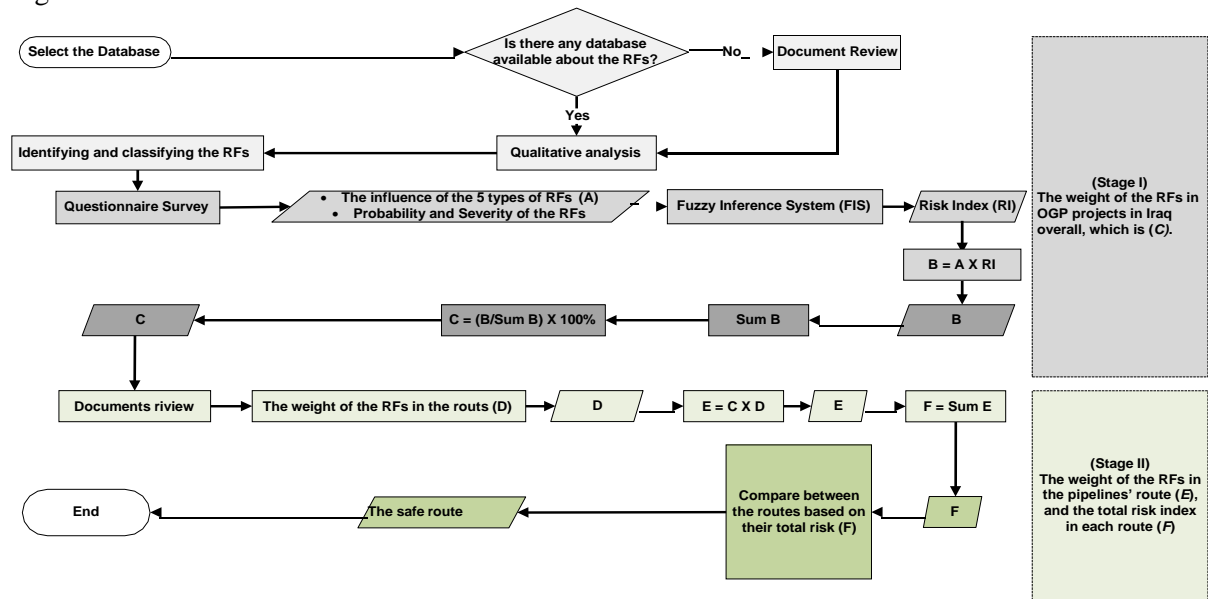 Select the Database
Is there any database
available about the RFs?
No
Document Review
Yes
Identifying and classifying the RFs
Qualitative analysis
Questionnaire Survey
• The influence of the 5 types of RFs (A)
• Probability and Severity of the RFs
Fuzzy Inference System (FIS)
Risk Index (RI)
B = A X RI
C
C = (B/Sum B) X 100%
Sum B
B
(Stage I)
The weight of the RFs in
OGP projects in Iraq
overall, which is (C).
Documents riview
The weight of the RFs in the routs (D)
D
E = C X D
E
F = Sum E
End
The safe route
Compare between
the routes based on
their total risk (F)
F
(Stage II)
The weight of the RFs in
the pipelines’ route (E),
and the total risk index
in each route (F)